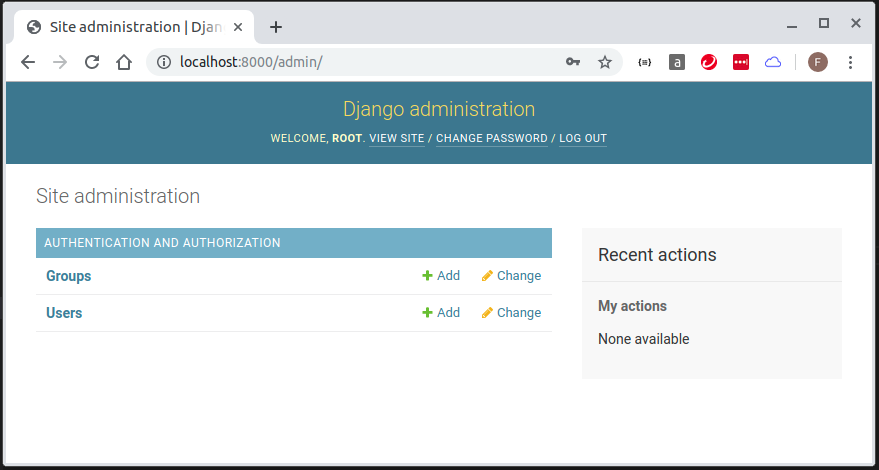 Site administration | Djan
localhost:8000/admin/
{≡}
a
F
Django administration
WELCOME, ROOT. VIEW SITE / CHANGE PASSWORD / LOG OUT
Site administration
AUTHENTICATION AND AUTHORIZATION
Groups Add Change
Users Add Change
Recent actions
My actions
None available